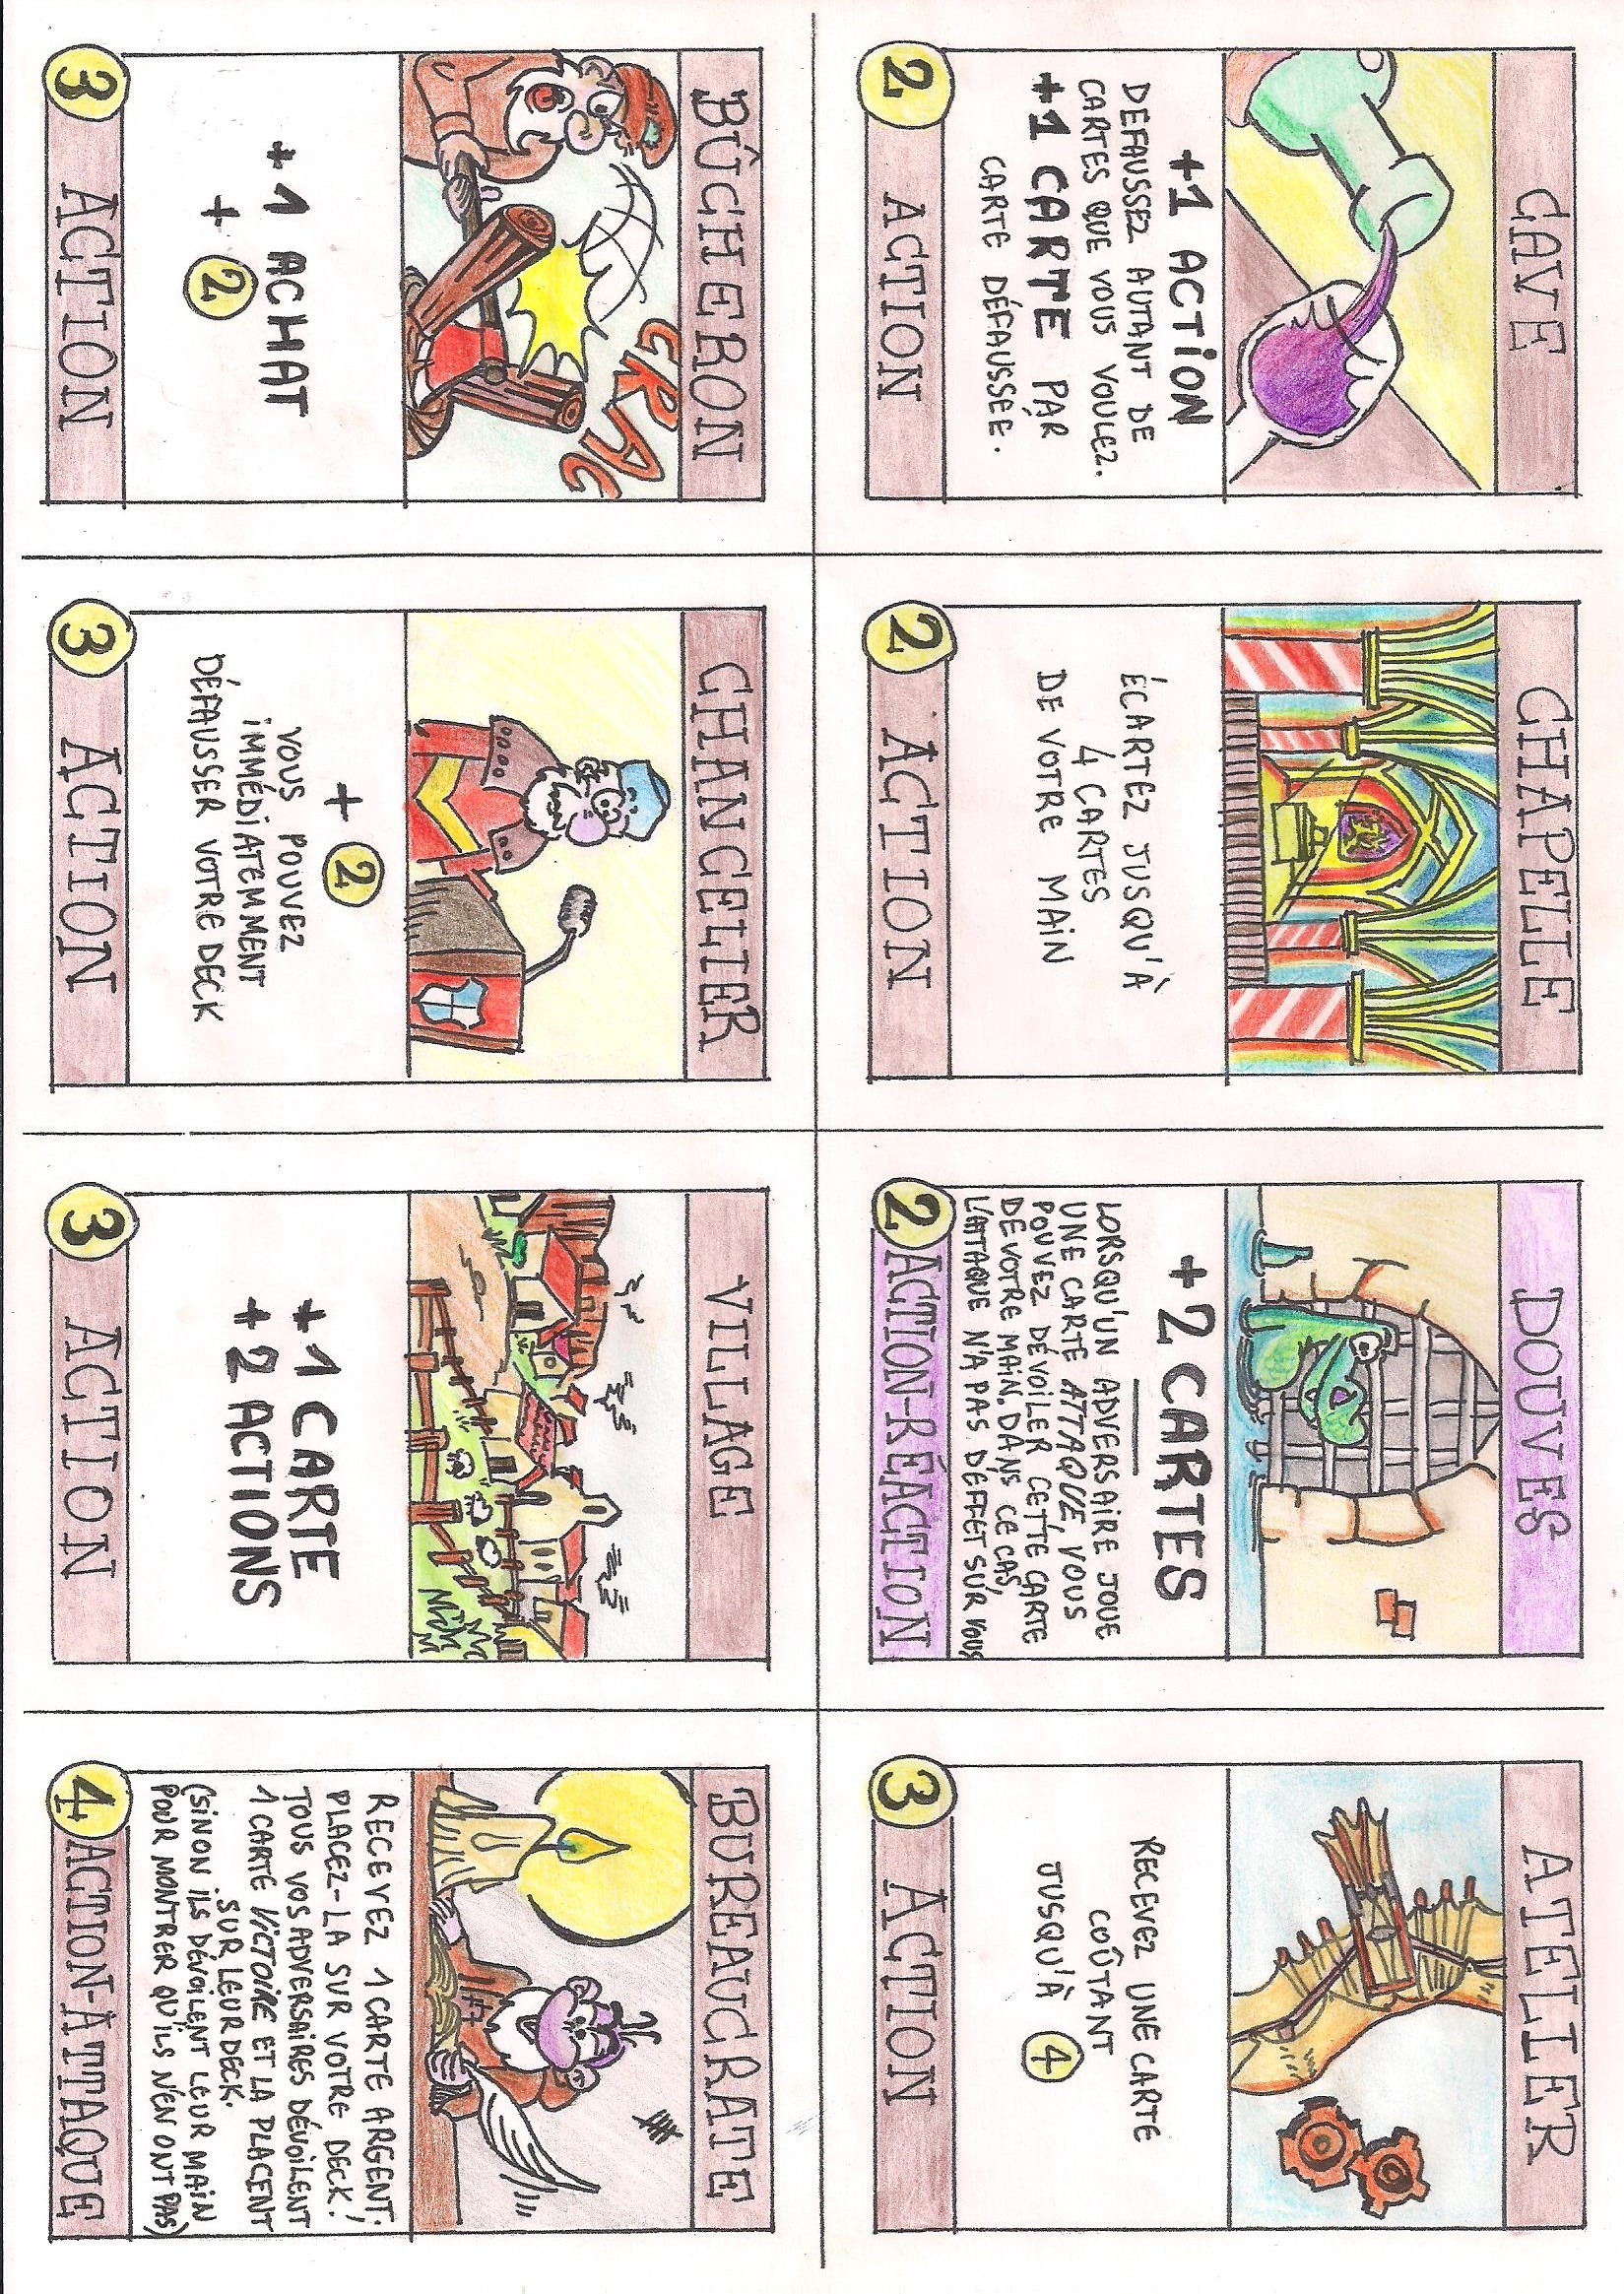 CAVE
+1 ACTION
DEFAUSSEZ AUTANT DE
CARTES QUE VOUS VOULEZ.
+1 CARTE PAR
CARTE DÉFAUSSÉE.
2 ACTION
CHAPELLE
ÉCARTEZ JUSQU'À
4 CARTES
DE VOTRE MAIN
2 ACTION
DOUVES
+2 CARTES
LORSQU'UN ADVERSAIRE JOUE
UNE CARTE ATTAQUE, VOUS
POUVEZ DÉVOILER CETTE CARTE
DE VOTRE MAIN. DANS CE CAS,
L'ATTAQUE N'A PAS D'EFFET SUR VOUS
2 ACTION-RÉACTION
ATELIER
RECEVEZ UNE CARTE
COÛTANT
JUSQU'À 4
3 ACTION
BÛCHERON
CRAC
+1 ACHAT
+ 2
3 ACTION
CHANCELIER
+ 2
VOUS POUVEZ
IMMÉDIATEMMENT
DÉFAUSSER VOTRE DECK
3 ACTION
VILLAGE
+1 CARTE
+2 ACTIONS
3 ACTION
BUREAUCRATE
RECEVEZ 1 CARTE ARGENT;
PLACEZ-LA SUR VOTRE DECK!
TOUS VOS ADVERSAIRES DÉVOILENT
1 CARTE VICTOIRE ET LA PLACENT
SUR LEUR DECK.
(SINON ILS DÉVOILENT LEUR MAIN
POUR MONTRER QU'ILS N'EN ONT PAS)
4 ACTION-ATTAQUE